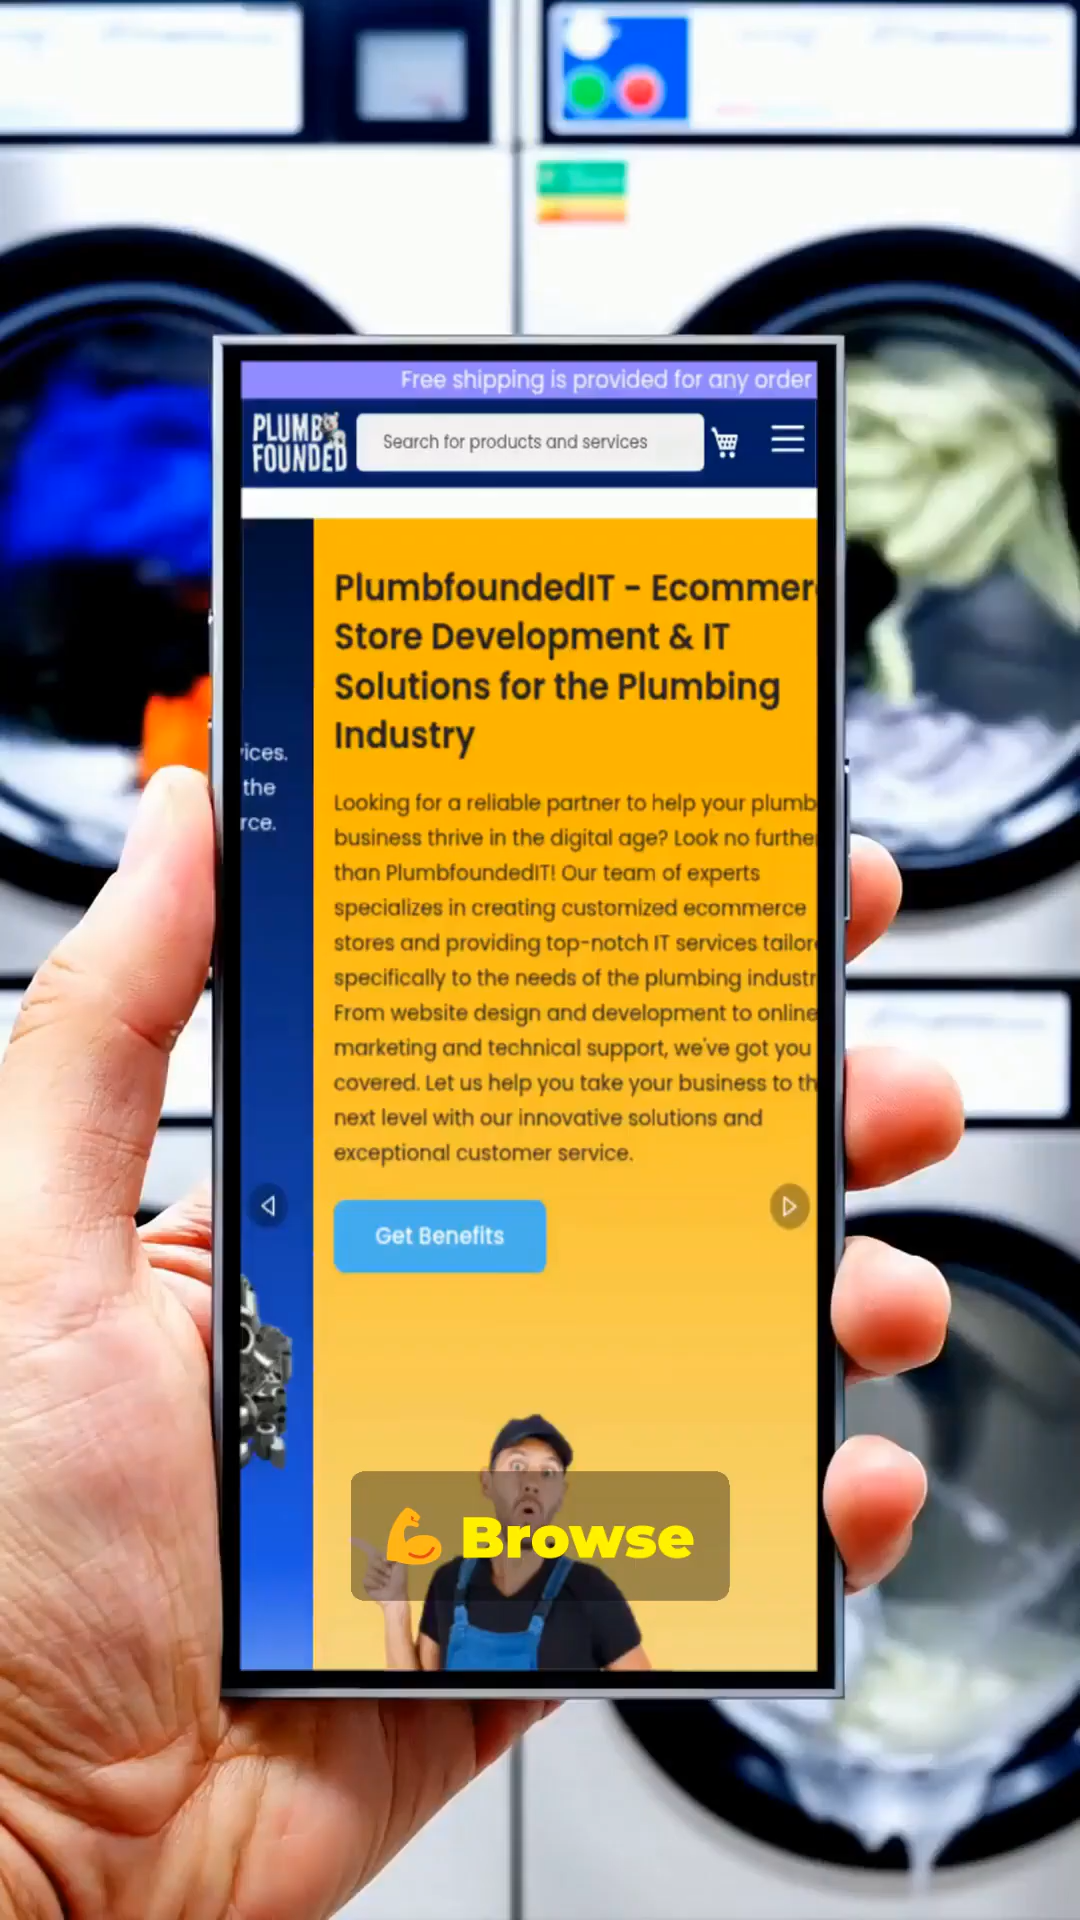 Free shipping is provided for any order
PLUMB
FOUNDED
Search for products and services
PlumbfoundedIT - Ecommer
Store Development & IT
Solutions for the Plumbing
Industry
vices.
the
rce.
Looking for a reliable partner to help your plumb
business thrive in the digital age? Look no further
than PlumbfoundedIT! Our team of experts
specializes in creating customized ecommerce
stores and providing top-notch IT services tailore
specifically to the needs of the plumbing industr
From website design and development to online
marketing and technical support, we've got you
covered. Let us help you take your business to th
next level with our innovative solutions and
exceptional customer service.
Get Benefits
💪 Browse